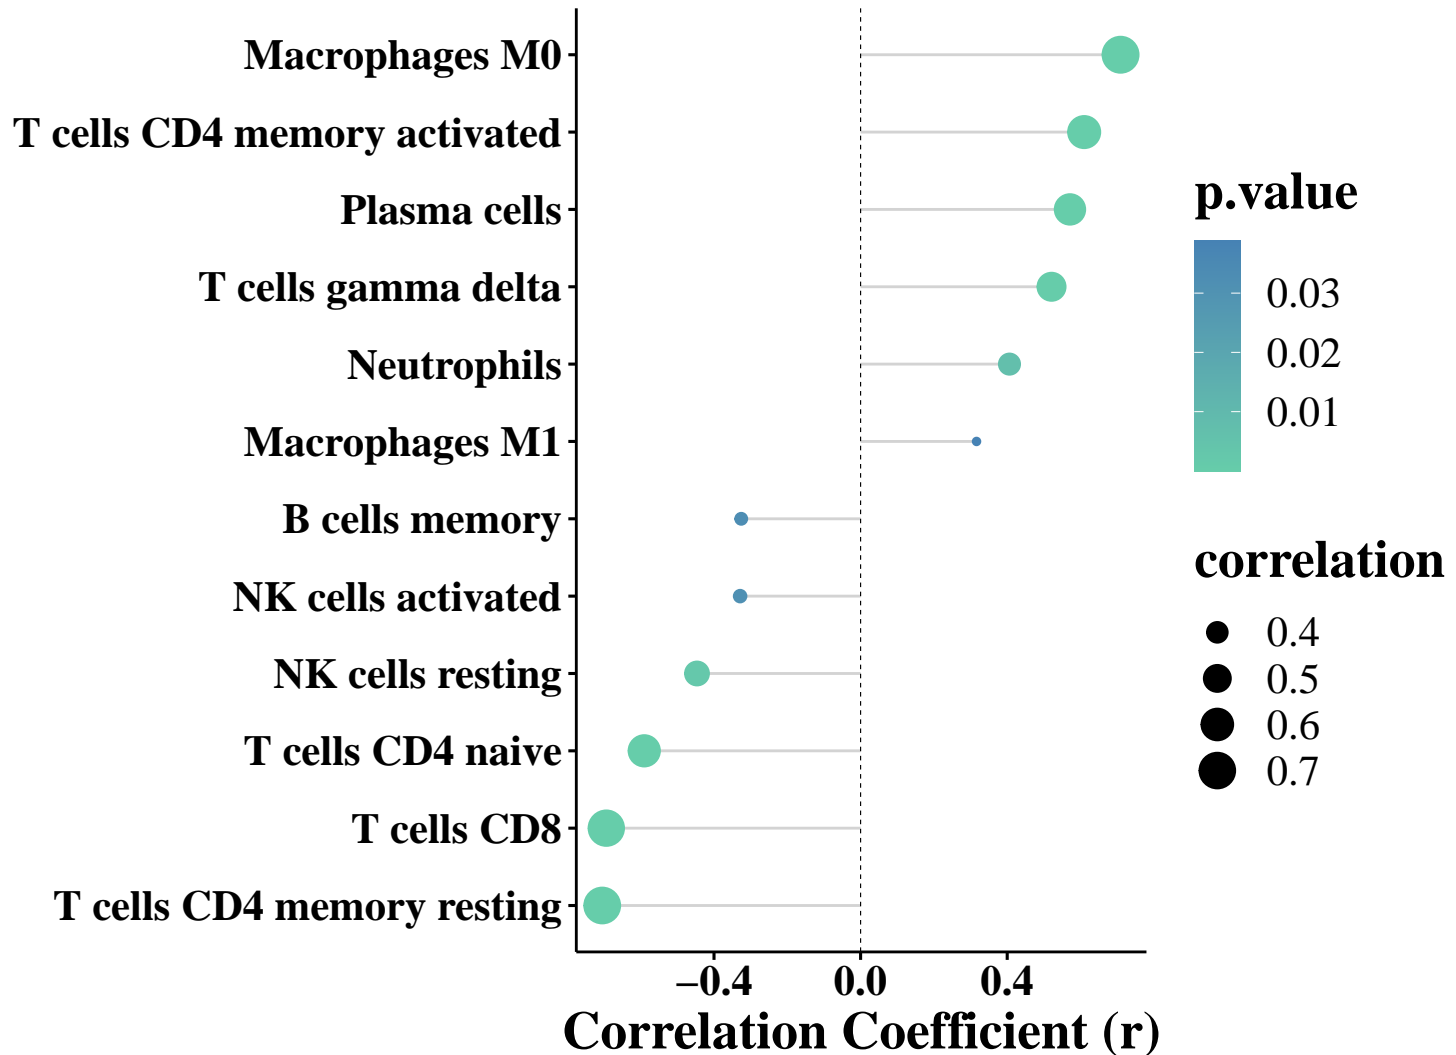 Macrophages M0
T cells CD4 memory activated
Plasma cells
T cells gamma delta
Neutrophils
Macrophages M1
B cells memory
NK cells activated
NK cells resting
T cells CD4 naive
T cells CD8
T cells CD4 memory resting
−0.4 0.0 0.4
Correlation Coefficient (r)
p.value
0.03
0.02
0.01
correlation
0.4
0.5
0.6
0.7